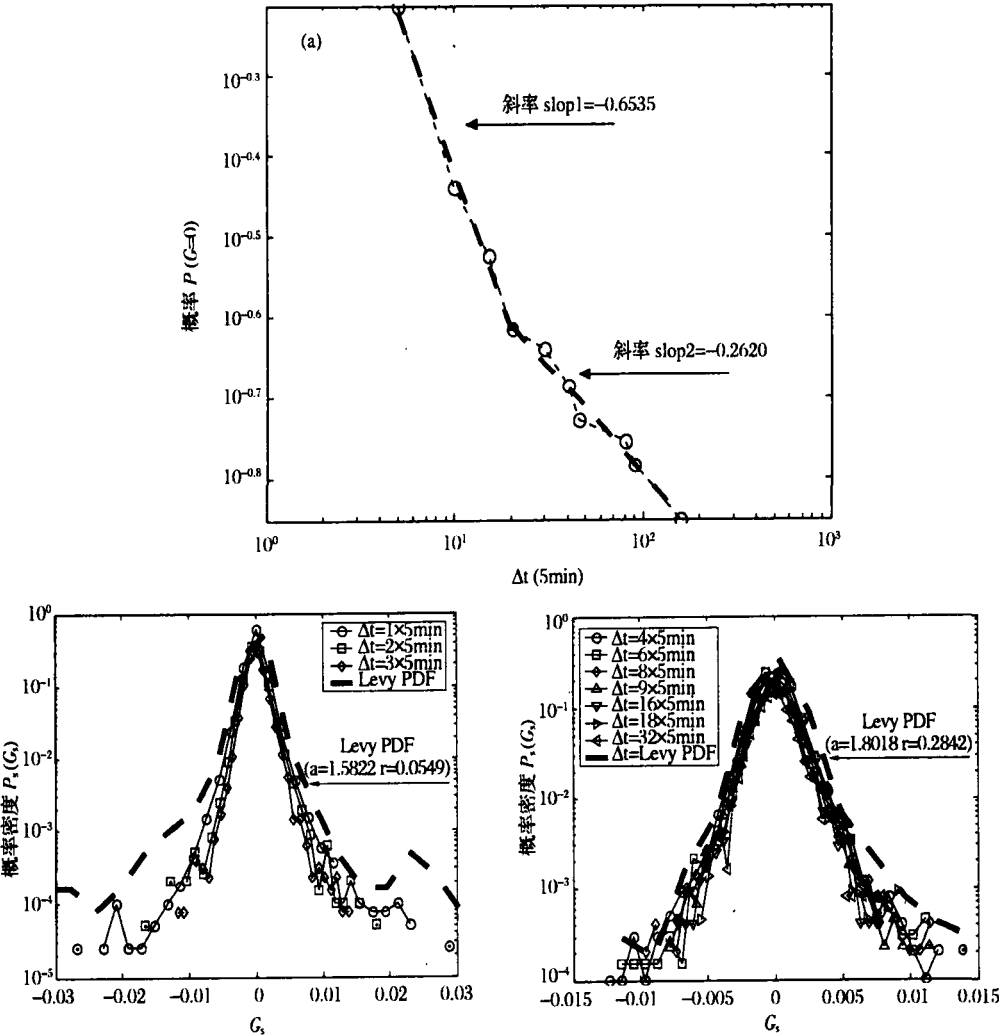 (a)
10^-0.3
斜率 slop1=-0.6535
10^-0.4
10^-0.5
概率 P (G=0)
10^-0.6
斜率 slop2=-0.2620
10^-0.7
10^-0.8
10^0 10^1 10^2 10^3
Δt (5min)
10^0
Δt=1×5min
Δt=2×5min
Δt=3×5min
Levy PDF
10^-1
Levy PDF
(a=1.5822 r=0.0549)
10^-2
概率密度 P_s(G_s)
10^-3
10^-4
10^-5
-0.03 -0.02 -0.01 0 0.01 0.02 0.03
G_s
10^0
Δt=4×5min
Δt=6×5min
Δt=8×5min
Δt=9×5min
Δt=16×5min
Δt=18×5min
Δt=32×5min
Δt=Levy PDF
10^-1
Levy PDF
(a=1.8018 r=0.2842)
10^-2
概率密度 P_s(G_s)
10^-3
10^-4
-0.015 -0.01 -0.005 0 0.005 0.01 0.015
G_s